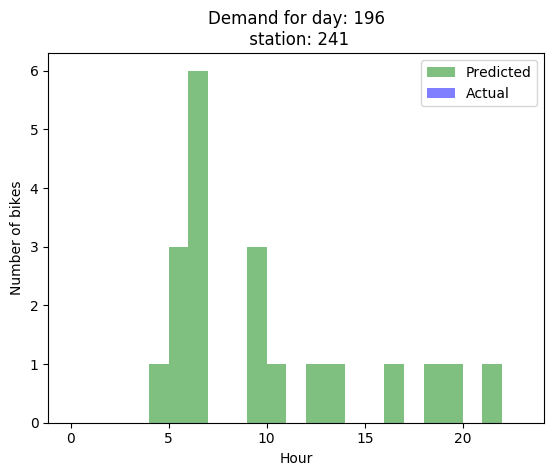 Demand for day: 196
station: 241
Predicted
Actual
Number of bikes
6
5
4
3
2
1
0
0 5 10 15 20
Hour